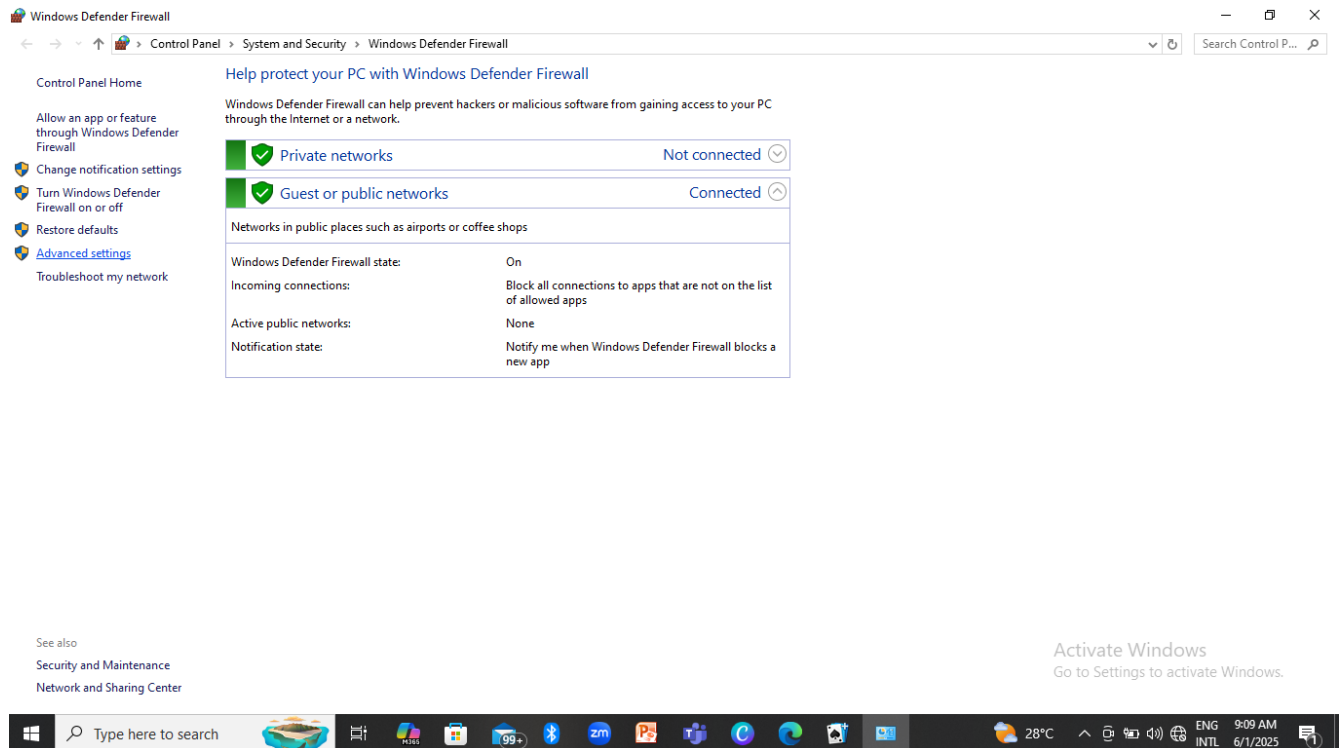 Windows Defender Firewall
Control Panel > System and Security > Windows Defender Firewall
Search Control P...
Control Panel Home
Allow an app or feature
through Windows Defender
Firewall
Change notification settings
Turn Windows Defender
Firewall on or off
Restore defaults
Advanced settings
Troubleshoot my network
Help protect your PC with Windows Defender Firewall
Windows Defender Firewall can help prevent hackers or malicious software from gaining access to your PC
through the Internet or a network.
Private networks Not connected
Guest or public networks Connected
Networks in public places such as airports or coffee shops
Windows Defender Firewall state: On
Incoming connections: Block all connections to apps that are not on the list
of allowed apps
Active public networks: None
Notification state: Notify me when Windows Defender Firewall blocks a
new app
See also
Security and Maintenance
Network and Sharing Center
Activate Windows
Go to Settings to activate Windows.
Type here to search
M365
99+
zm
28°C
ENG
INTL
9:09 AM
6/1/2025
1